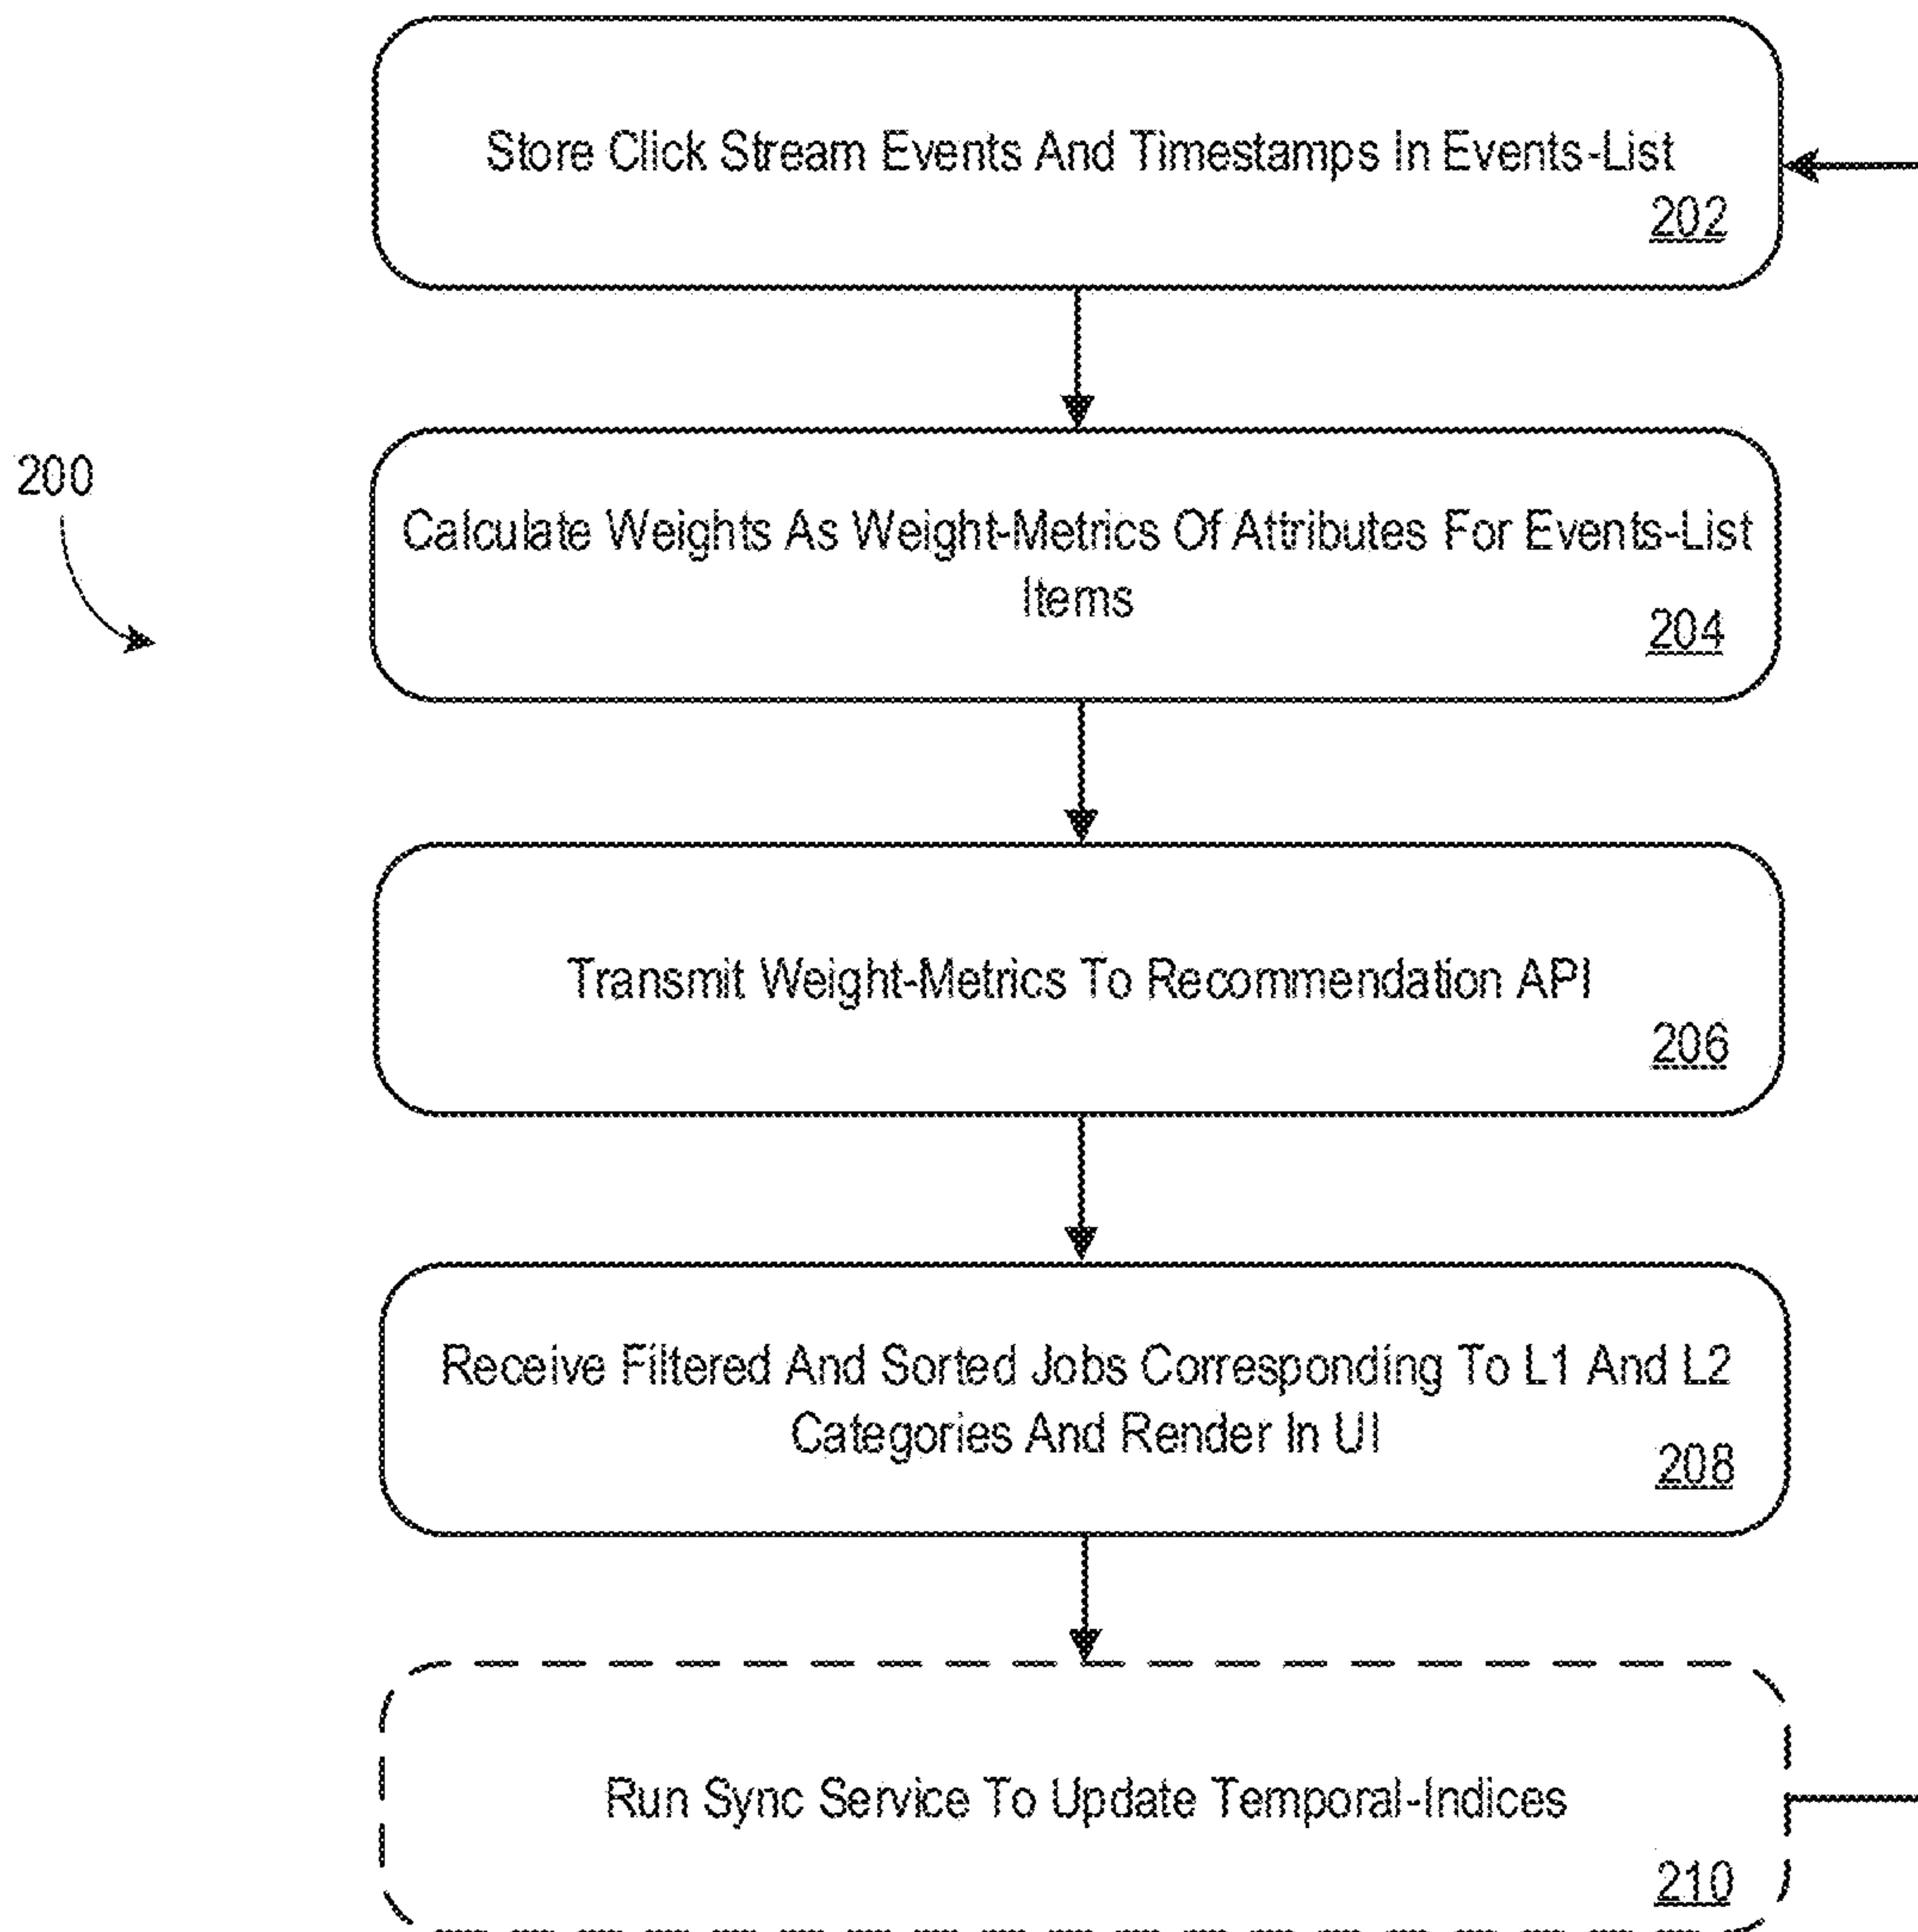 Store Click Stream Events And Timestamps In Events-List
202
200
Calculate Weights As Weight-Metrics Of Attributes For Events-List
Items
204
Transmit Weight-Metrics To Recommendation API
206
Receive Filtered And Sorted Jobs Corresponding To L1 And L2
Categories And Render In UI
208
Run Sync Service To Update Temporal-Indices
210